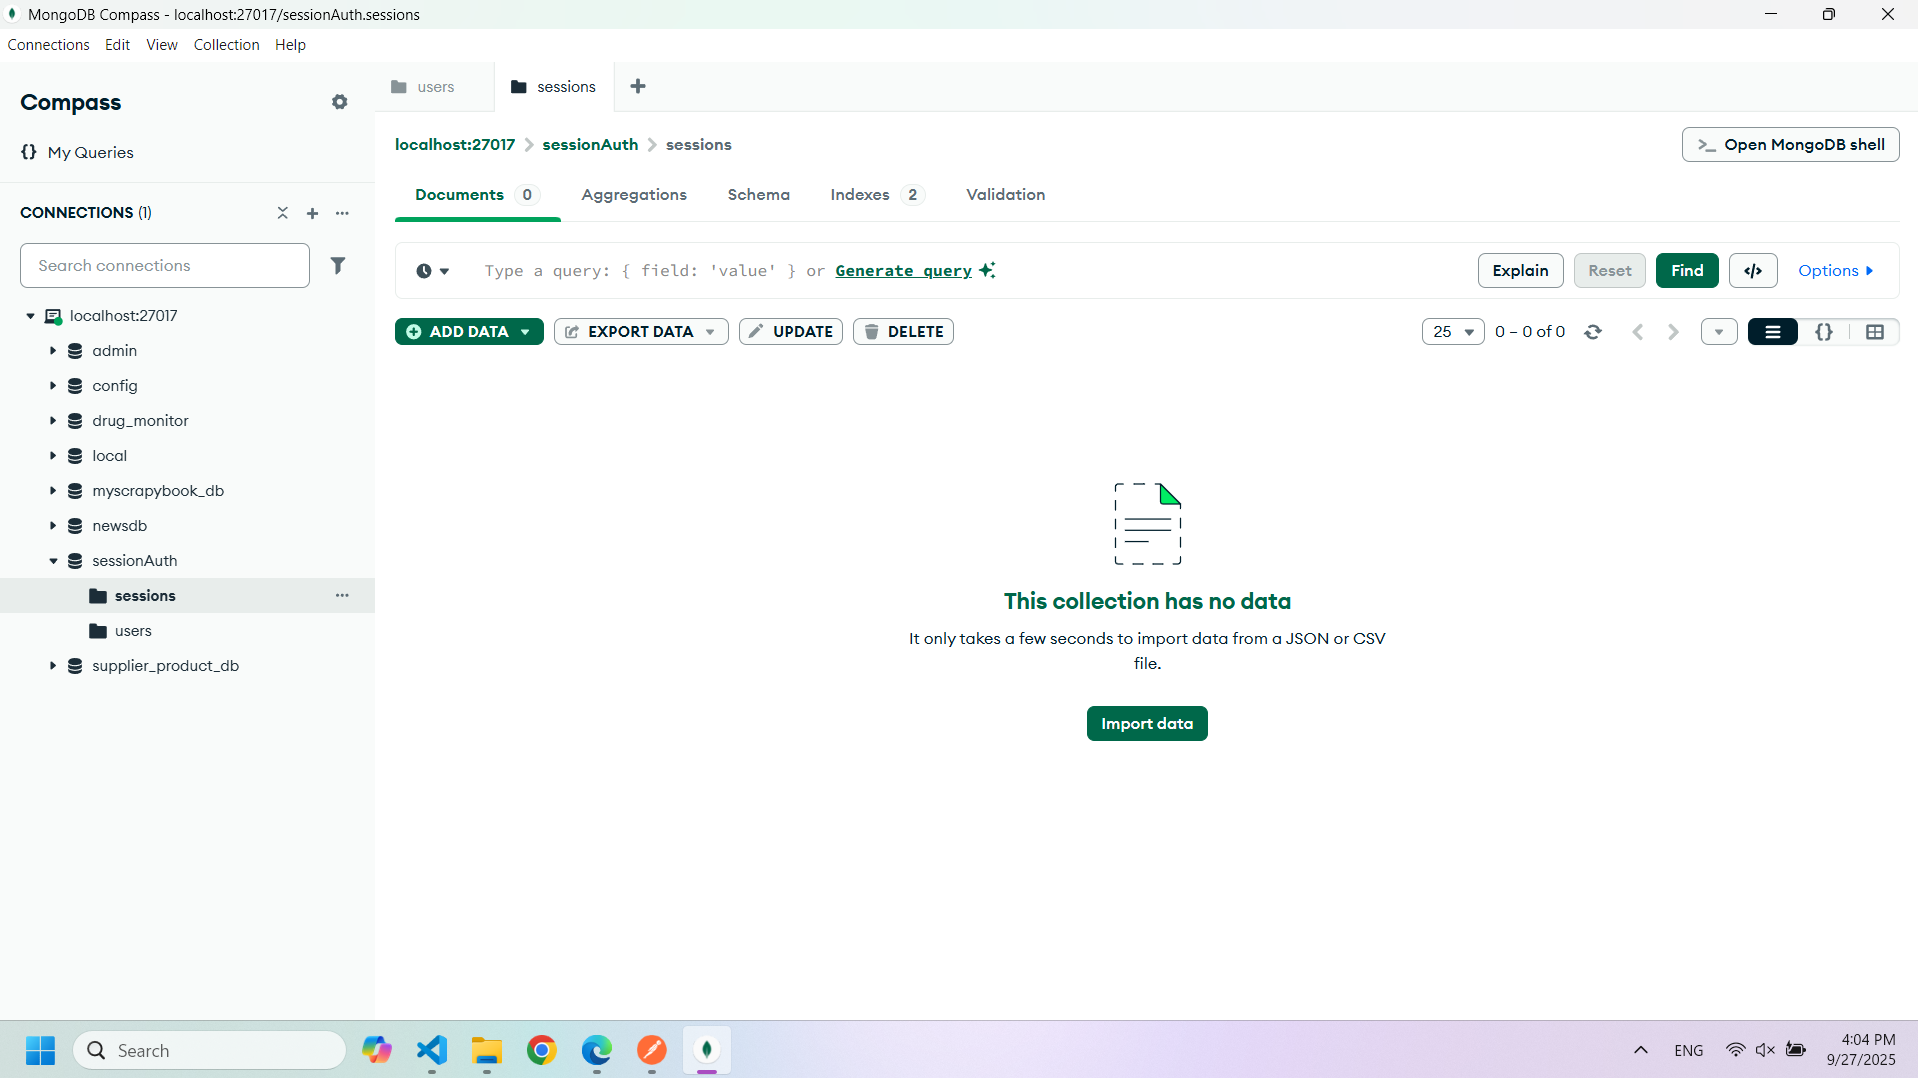 MongoDB Compass - localhost:27017/sessionAuth.sessions
Connections Edit View Collection Help
Compass
My Queries
CONNECTIONS (1)
Search connections
localhost:27017
admin
config
drug_monitor
local
myscrapybook_db
newsdb
sessionAuth
sessions
users
supplier_product_db
users sessions
localhost:27017 sessionAuth sessions
Open MongoDB shell
Documents 0 Aggregations Schema Indexes 2 Validation
Type a query: { field: 'value' } or Generate query
Explain Reset Find </> Options
ADD DATA EXPORT DATA UPDATE DELETE
25 0 – 0 of 0 {}
This collection has no data
It only takes a few seconds to import data from a JSON or CSV
file.
Import data
Search
ENG
4:04 PM
9/27/2025